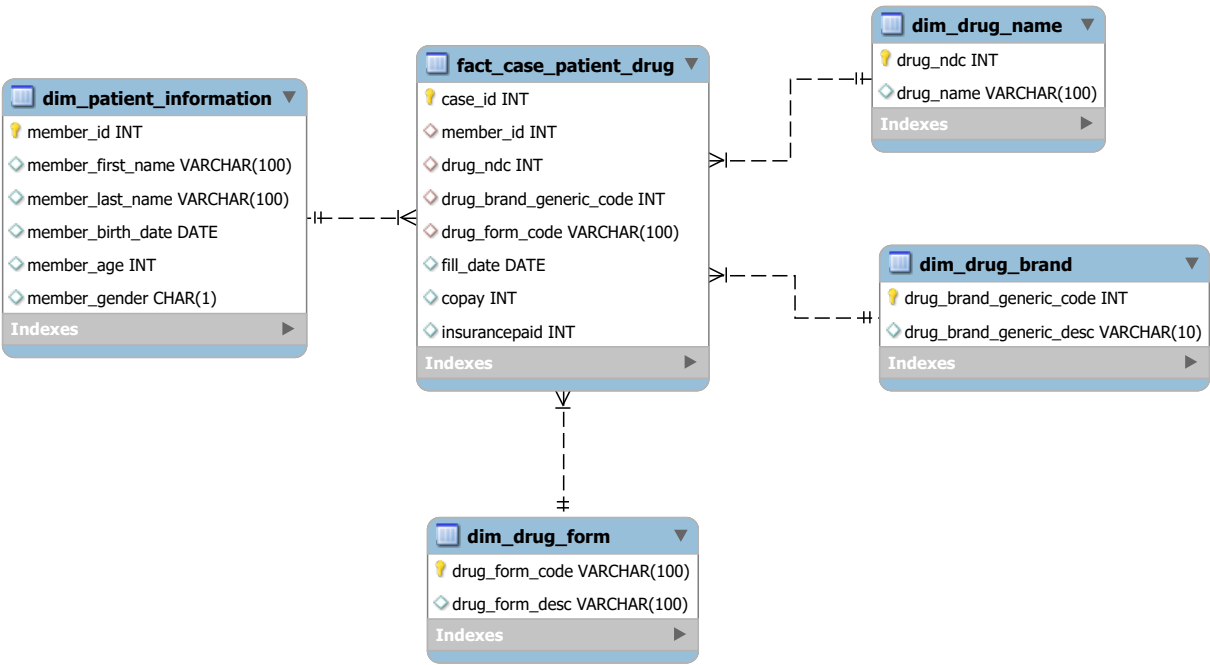 dim_patient_information
member_id INT
member_first_name VARCHAR(100)
member_last_name VARCHAR(100)
member_birth_date DATE
member_age INT
member_gender CHAR(1)
Indexes
fact_case_patient_drug
case_id INT
member_id INT
drug_ndc INT
drug_brand_generic_code INT
drug_form_code VARCHAR(100)
fill_date DATE
copay INT
insurancepaid INT
Indexes
dim_drug_name
drug_ndc INT
drug_name VARCHAR(100)
Indexes
dim_drug_brand
drug_brand_generic_code INT
drug_brand_generic_desc VARCHAR(10)
Indexes
dim_drug_form
drug_form_code VARCHAR(100)
drug_form_desc VARCHAR(100)
Indexes